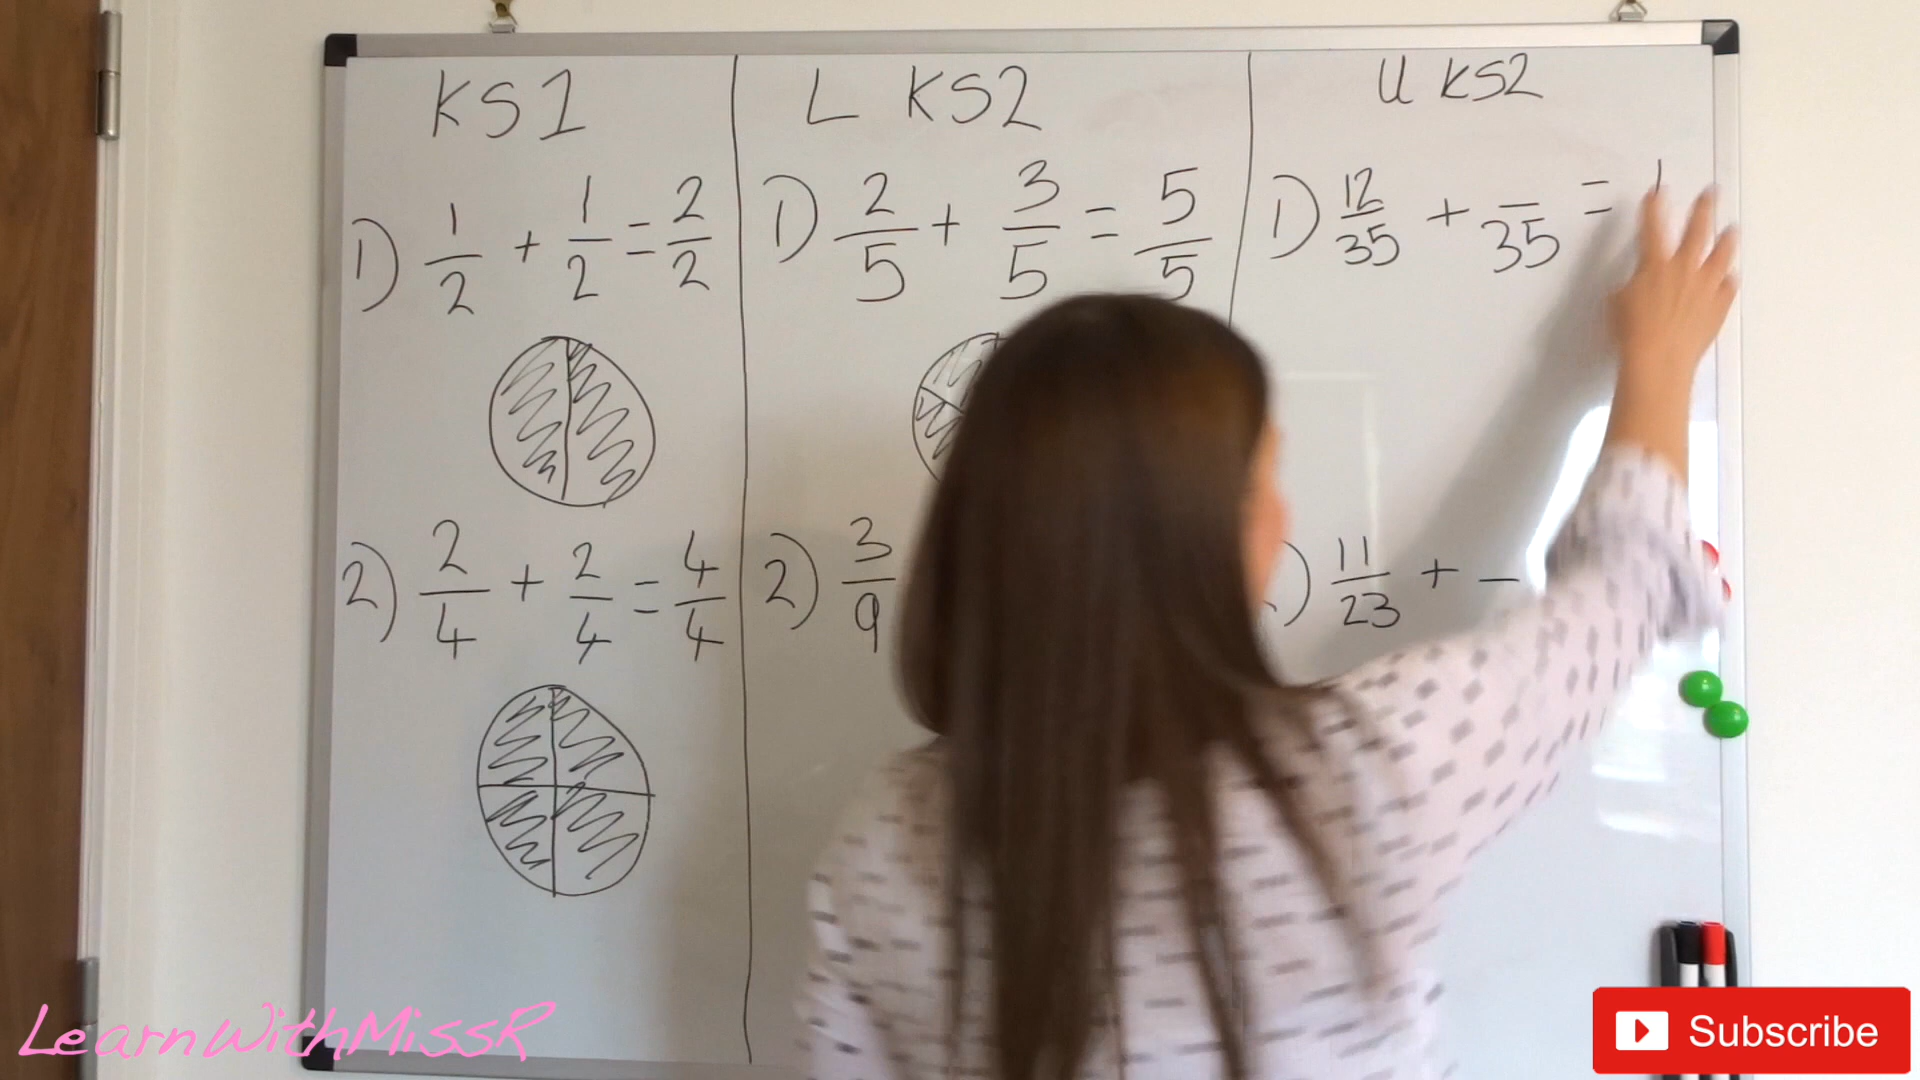 KS1
1) 1/2 + 1/2 = 2/2
2) 2/4 + 2/4 = 4/4
L KS2
1) 2/5 + 3/5 = 5/5
2) 3/9
U KS2
1) 12/35 + /35 = 1
) 11/23 + —
LearnWithMissR
Subscribe